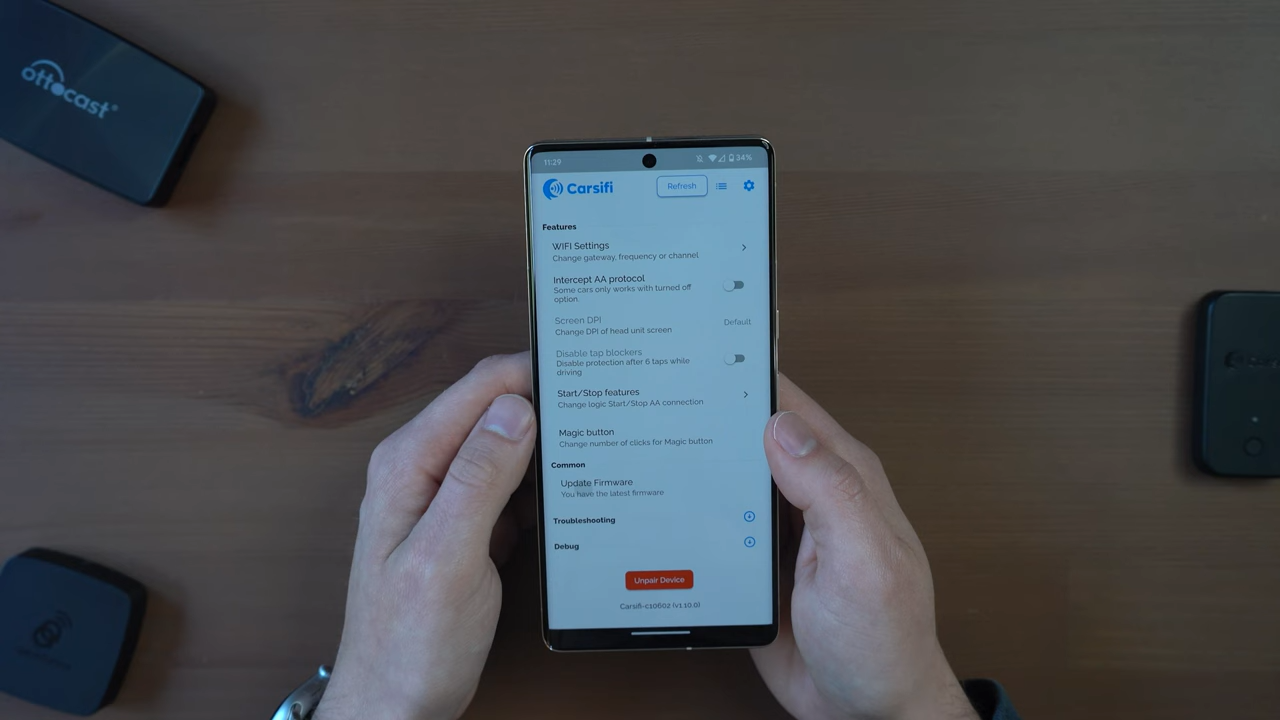 ottocast®
11:29
34%
Carsifi
Refresh
Features
WIFI Settings
Change gateway, frequency or channel
Intercept AA protocol
Some cars only works with turned off
option.
Screen DPI
Change DPI of head unit screen
Default
Disable tap blockers
Disable protection after 6 taps while
driving
Start/Stop features
Change logic Start/Stop AA connection
Magic button
Change number of clicks for Magic button
Common
Update Firmware
You have the latest firmware
Troubleshooting
Debug
Unpair Device
Carsifi-c10602 (v1.10.0)